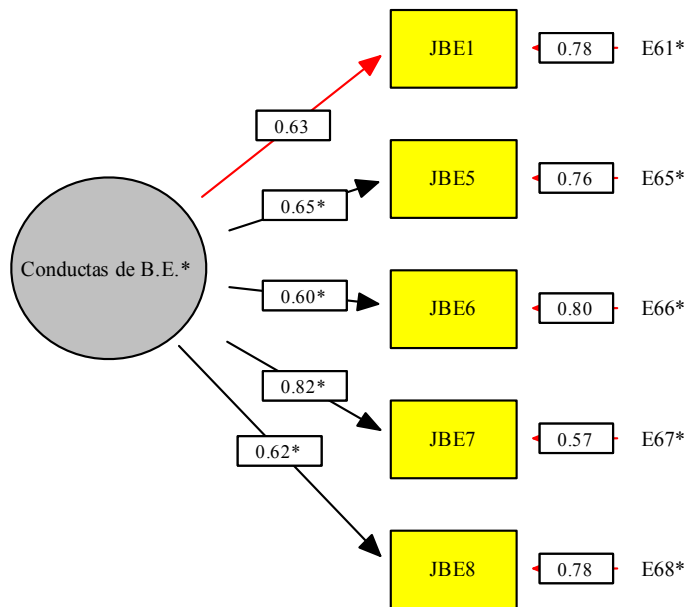 JBE1 0.78 E61*
0.63
JBE5 0.76 E65*
0.65*
Conductas de B.E.*
0.60*
JBE6 0.80 E66*
0.82*
JBE7 0.57 E67*
0.62*
JBE8 0.78 E68*